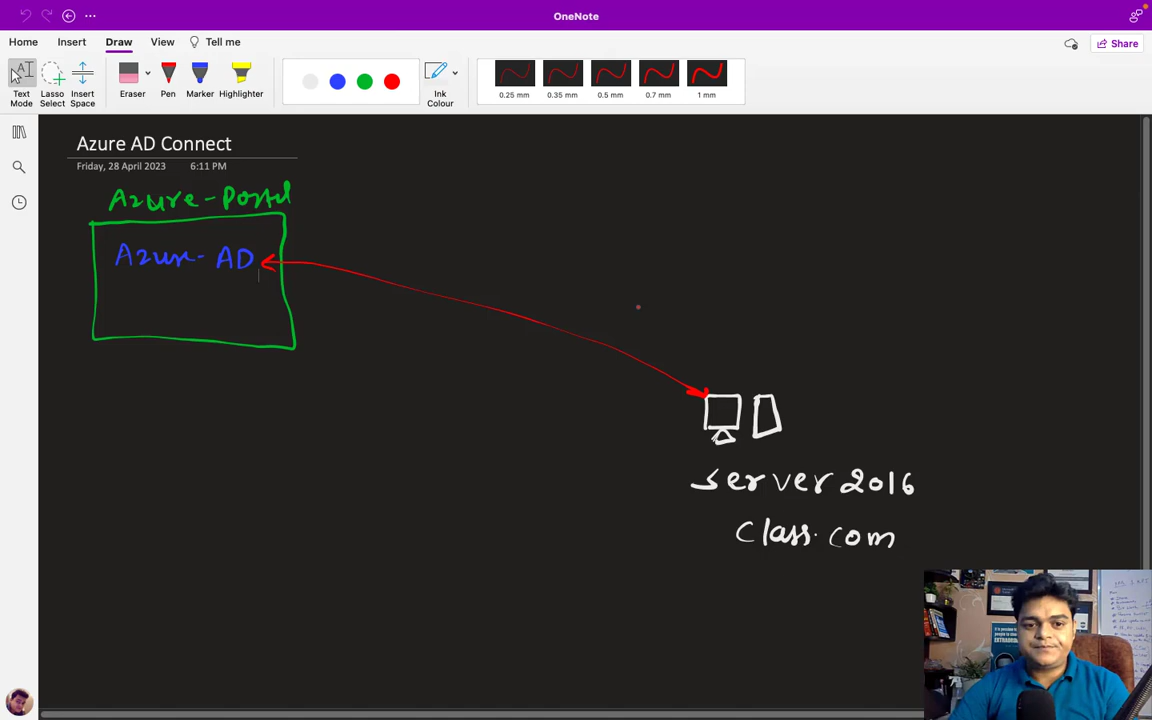 OneNote
Home Insert Draw View Tell me
Share
Text Mode
Lasso Select
Insert Space
Eraser
Pen
Marker
Highlighter
Ink Colour
0.25 mm 0.35 mm 0.5 mm 0.7 mm 1 mm
Azure AD Connect
Friday, 28 April 2023 6:11 PM
Azure-Portal
Azure-AD
Server 2016
class.com